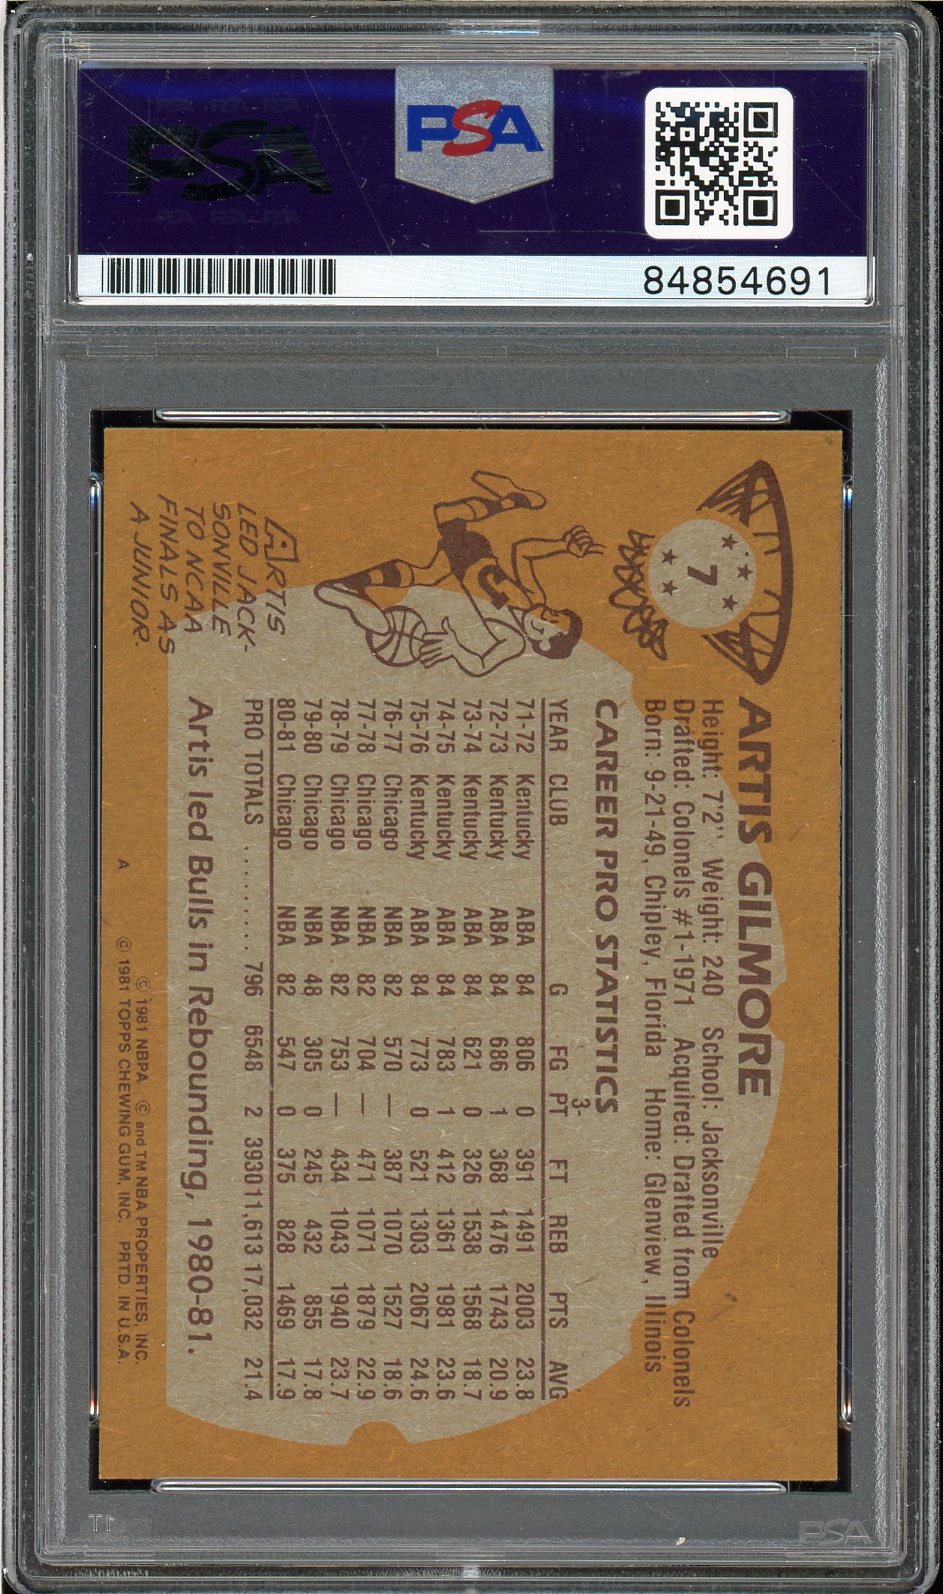 PSA
PSA
PSA PSA PSA
PSA PSA PSA
84854691
7
ARTIS GILMORE
Height: 7'2" Weight: 240 School: Jacksonville
Drafted: Colonels #1-1971 Acquired: Drafted from Colonels
Born: 9-21-49, Chipley, Florida Home: Glenview, Illinois
CAREER PRO STATISTICS
YEAR CLUB G FG 3-PT FT REB PTS AVG
71-72 Kentucky ABA 84 806 0 391 1491 2003 23.8
72-73 Kentucky ABA 84 686 1 368 1476 1743 20.9
73-74 Kentucky ABA 84 621 0 326 1538 1568 18.7
74-75 Kentucky ABA 84 783 1 412 1361 1981 23.6
75-76 Kentucky ABA 84 773 0 521 1303 2067 24.6
76-77 Chicago NBA 82 570 — 387 1070 1527 18.6
77-78 Chicago NBA 82 704 — 471 1071 1879 22.9
78-79 Chicago NBA 82 753 — 434 1043 1940 23.7
79-80 Chicago NBA 48 305 0 245 432 855 17.8
80-81 Chicago NBA 82 547 0 375 828 1469 17.9
PRO TOTALS ......... 796 6548 2 3930 11,613 17,032 21.4
C
ARTIS
LED JACK-
SONVILLE
TO NCAA
FINALS AS
A JUNIOR.
Artis led Bulls in Rebounding, 1980-81.
© 1981 NBPA © and TM NBA PROPERTIES, INC.
A © 1981 TOPPS CHEWING GUM, INC. PRTD. IN U.S.A.
PSA